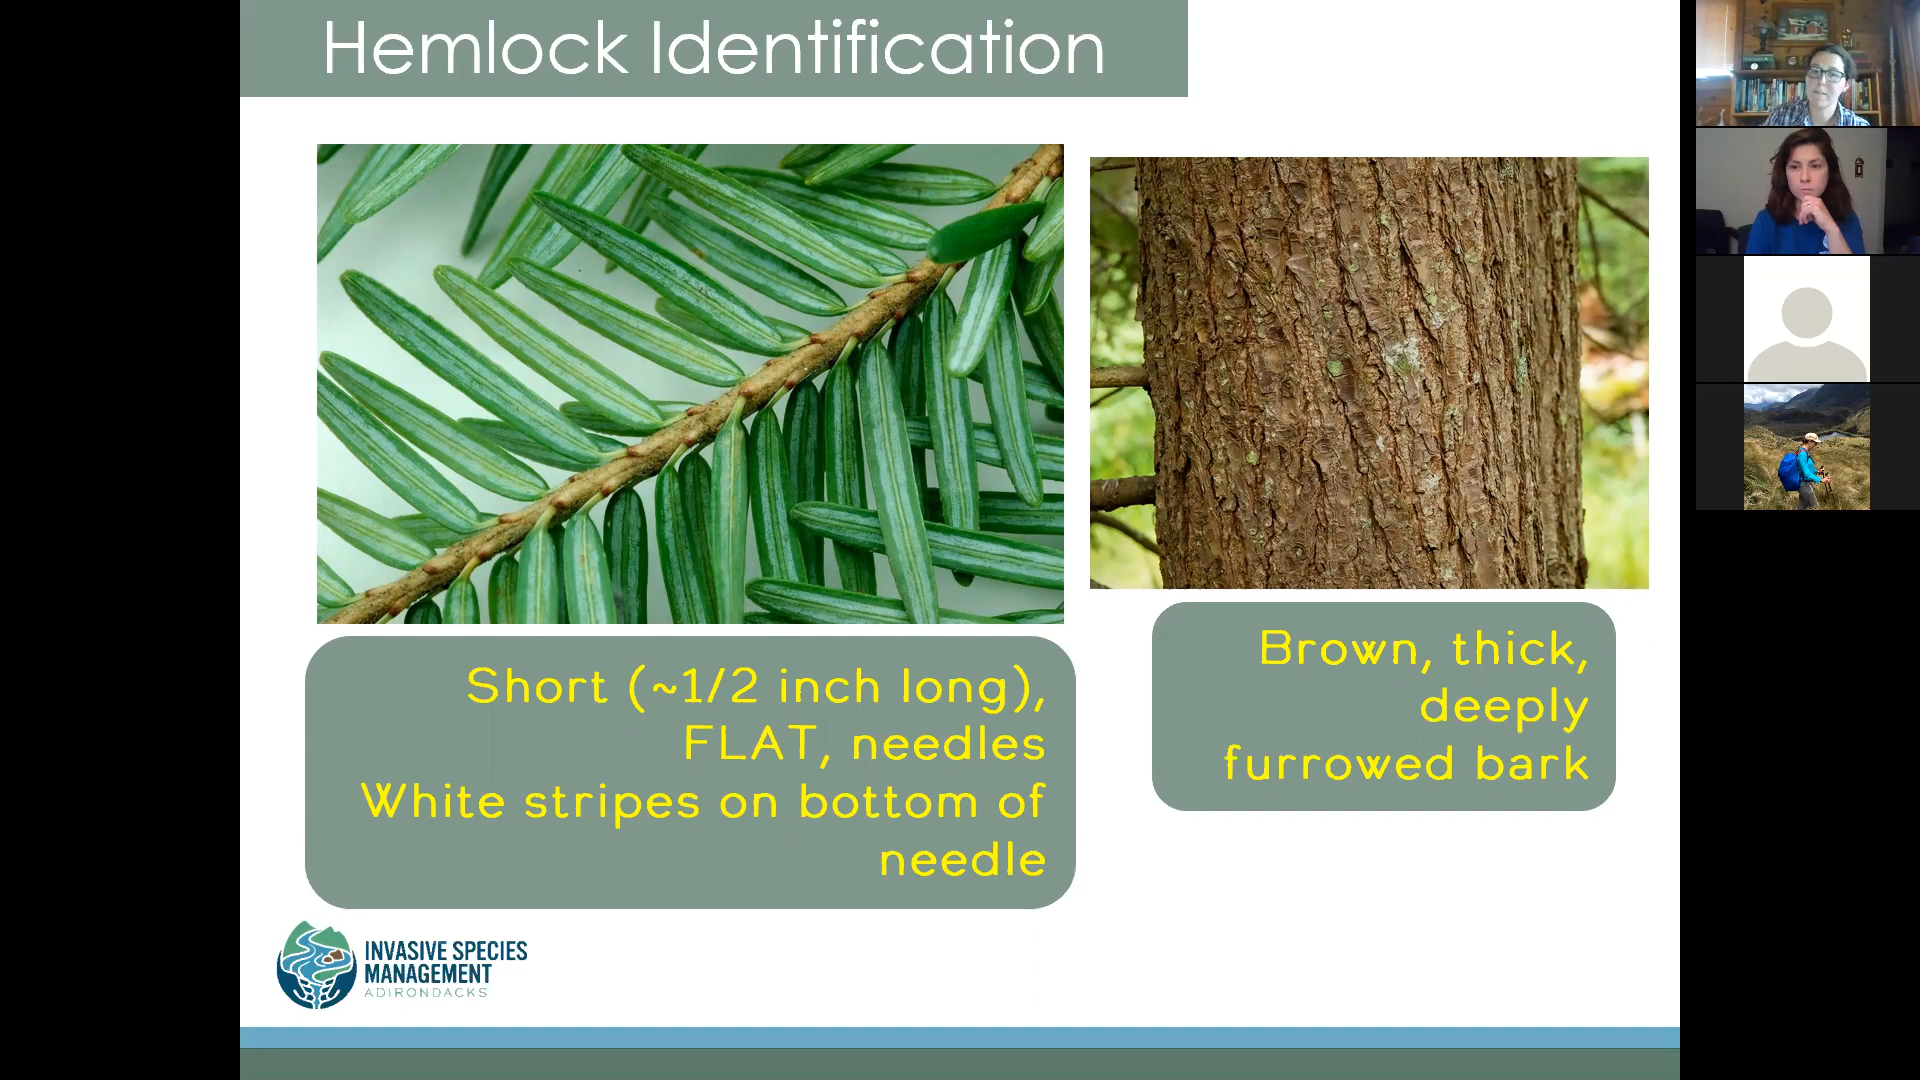 Hemlock Identification
Short (~1/2 inch long),
FLAT, needles
White stripes on bottom of
needle
Brown, thick,
deeply
furrowed bark
INVASIVE SPECIES
MANAGEMENT
ADIRONDACKS